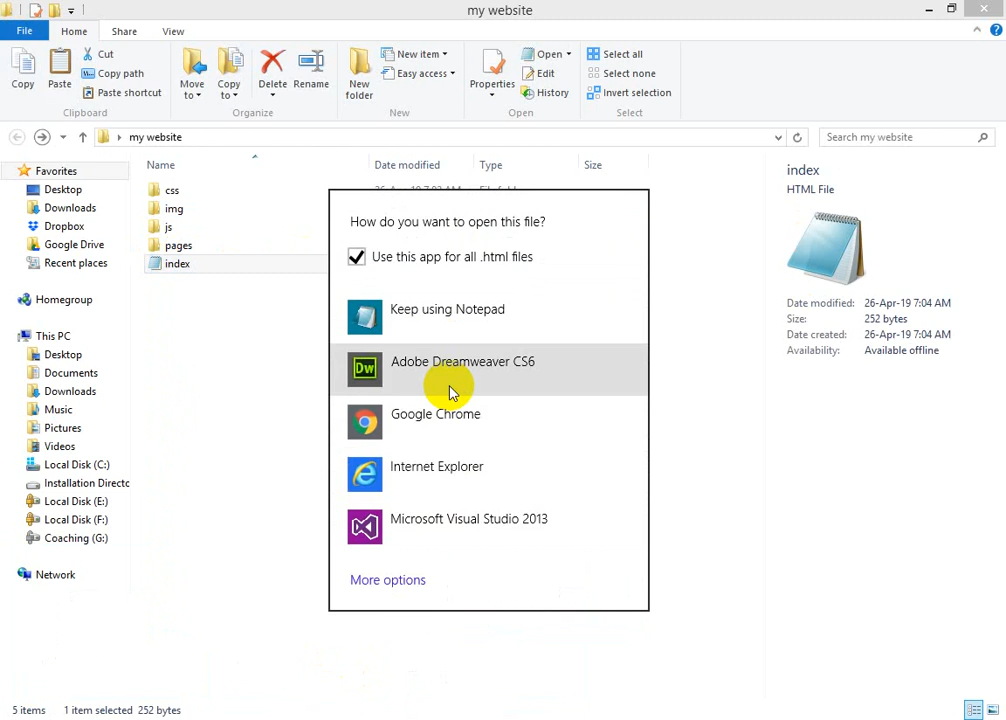 my website
File Home Share View
Copy
Paste
Cut
Copy path
Paste shortcut
Clipboard
Move to
Copy to
Delete
Rename
Organize
New folder
New item
Easy access
New
Properties
Open
Edit
History
Open
Select all
Select none
Invert selection
Select
my website
Search my website
Name Date modified Type Size
Favorites
Desktop
Downloads
Dropbox
Google Drive
Recent places
Homegroup
This PC
Desktop
Documents
Downloads
Music
Pictures
Videos
Local Disk (C:)
Installation Directo
Local Disk (E:)
Local Disk (F:)
Coaching (G:)
Network
css
img
js
pages
index
How do you want to open this file?
Use this app for all .html files
Keep using Notepad
Dw Adobe Dreamweaver CS6
Google Chrome
Internet Explorer
Microsoft Visual Studio 2013
More options
index
HTML File
Date modified: 26-Apr-19 7:04 AM
Size: 252 bytes
Date created: 26-Apr-19 7:04 AM
Availability: Available offline
5 items 1 item selected 252 bytes